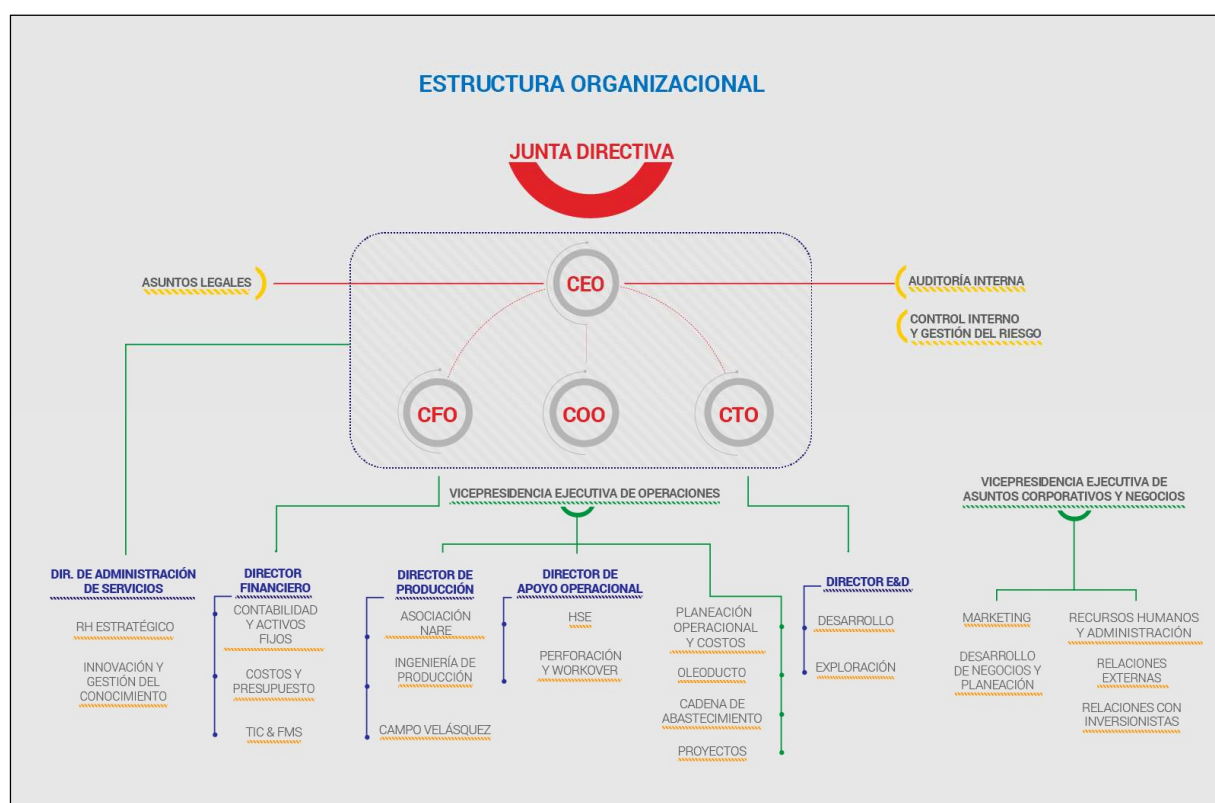 ESTRUCTURA ORGANIZACIONAL
JUNTA DIRECTIVA
ASUNTOS LEGALES
CEO
AUDITORÍA INTERNA
CONTROL INTERNO
Y GESTIÓN DEL RIESGO
CFO
COO
CTO
VICEPRESIDENCIA EJECUTIVA DE OPERACIONES
VICEPRESIDENCIA EJECUTIVA DE
ASUNTOS CORPORATIVOS Y NEGOCIOS
DIR. DE ADMINISTRACIÓN
DE SERVICIOS
RH ESTRATÉGICO
INNOVACIÓN Y
GESTIÓN DEL
CONOCIMIENTO
DIRECTOR
FINANCIERO
CONTABILIDAD
Y ACTIVOS
FIJOS
COSTOS Y
PRESUPUESTO
TIC & FMS
DIRECTOR DE
PRODUCCIÓN
ASOCIACIÓN
NARE
INGENIERÍA DE
PRODUCCIÓN
CAMPO VELÁSQUEZ
DIRECTOR DE
APOYO OPERACIONAL
HSE
PERFORACIÓN
Y WORKOVER
PLANEACIÓN
OPERACIONAL
Y COSTOS
OLEODUCTO
CADENA DE
ABASTECIMIENTO
PROYECTOS
DIRECTOR E&D
DESARROLLO
EXPLORACIÓN
MARKETING
DESARROLLO
DE NEGOCIOS Y
PLANEACIÓN
RECURSOS HUMANOS
Y ADMINISTRACIÓN
RELACIONES
EXTERNAS
RELACIONES CON
INVERSIONISTAS